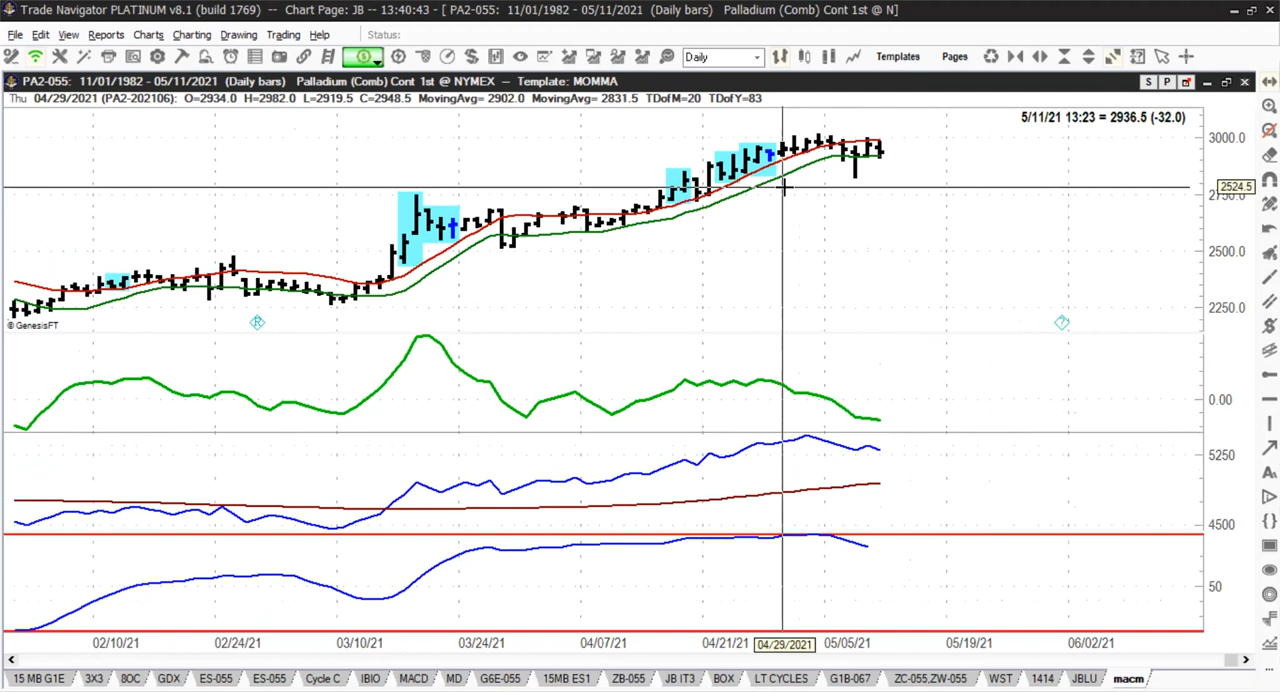 Trade Navigator PLATINUM v8.1 (build 1769) -- Chart Page: JB -- 13:40:43 - [ PA2-055: 11/01/1982 - 05/11/2021 (Daily bars) Palladium (Comb) Cont 1st @ N]
File Edit View Reports Charts Charting Drawing Trading Help Status:
Daily Templates Pages
PA2-055: 11/01/1982 - 05/11/2021 (Daily bars) Palladium (Comb) Cont 1st @ NYMEX -- Template: MOMMA S P
Thu 04/29/2021 (PA2-202106): O=2934.0 H=2982.0 L=2919.5 C=2948.5 MovingAvg= 2902.0 MovingAvg= 2831.5 TDofM=20 TDofY=83
5/11/21 13:23 = 2936.5 (-32.0)
3000.0
2524.5
2750.0
2500.0
2250.0
© GenesisFT
R ?
0.00
5250
4500
50
02/10/21 02/24/21 03/10/21 03/24/21 04/07/21 04/21/21 04/29/2021 05/05/21 05/19/21 06/02/21
15 MB G1E 3X3 8OC GDX ES-055 ES-055 Cycle C IBIO MACD MD G6E-055 15MB ES1 ZB-055 JB IT3 BOX LT CYCLES G1B-067 ZC-055,ZW-055 WST 1414 JBLU macm